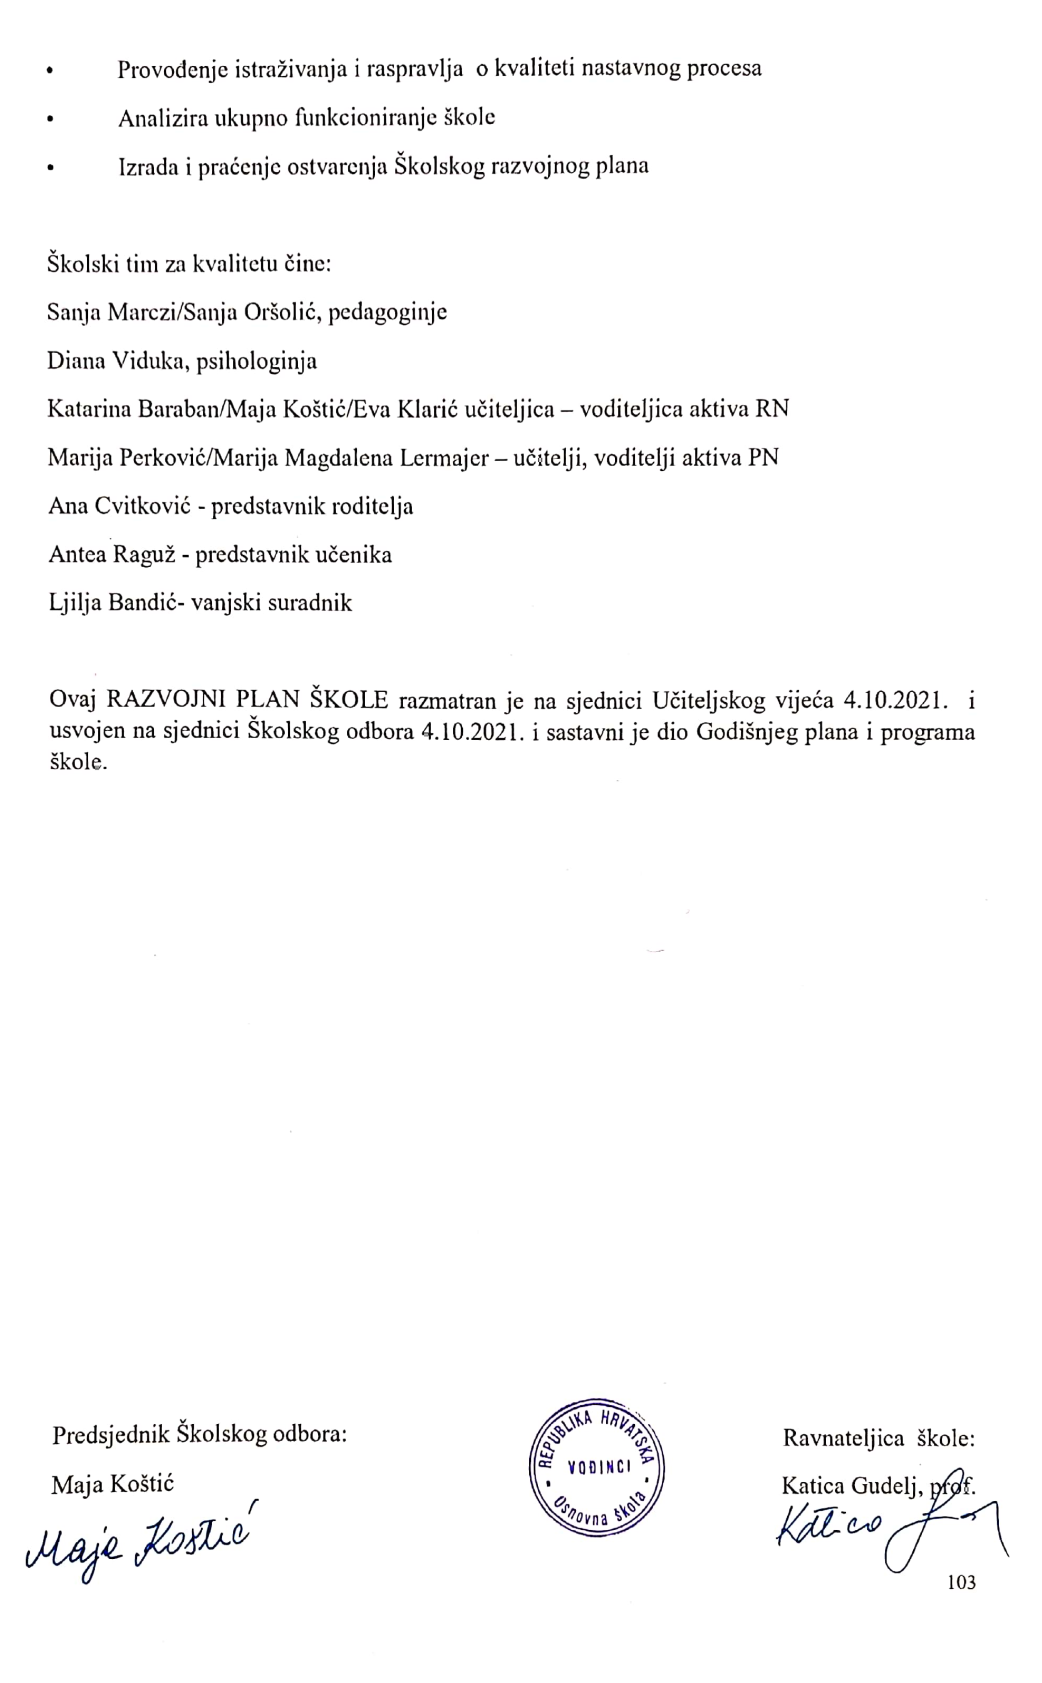 • Provođenje istraživanja i raspravlja o kvaliteti nastavnog procesa
• Analizira ukupno funkcioniranje škole
• Izrada i praćenje ostvarenja Školskog razvojnog plana
Školski tim za kvalitetu čine:
Sanja Marczi/Sanja Oršolić, pedagoginje
Diana Viduka, psihologinja
Katarina Baraban/Maja Koštić/Eva Klarić učiteljica – voditeljica aktiva RN
Marija Perković/Marija Magdalena Lermajer – učitelji, voditelji aktiva PN
Ana Cvitković - predstavnik roditelja
Antea Raguž - predstavnik učenika
Ljilja Bandić- vanjski suradnik
Ovaj RAZVOJNI PLAN ŠKOLE razmatran je na sjednici Učiteljskog vijeća 4.10.2021. i
usvojen na sjednici Školskog odbora 4.10.2021. i sastavni je dio Godišnjeg plana i programa
škole.
Predsjednik Školskog odbora:
Maja Koštić
Maja Koštić
REPUBLIKA HRVATSKA
VOĐINCI
Osnovna škola
Ravnateljica škole:
Katica Gudelj, prof.
Katica
103